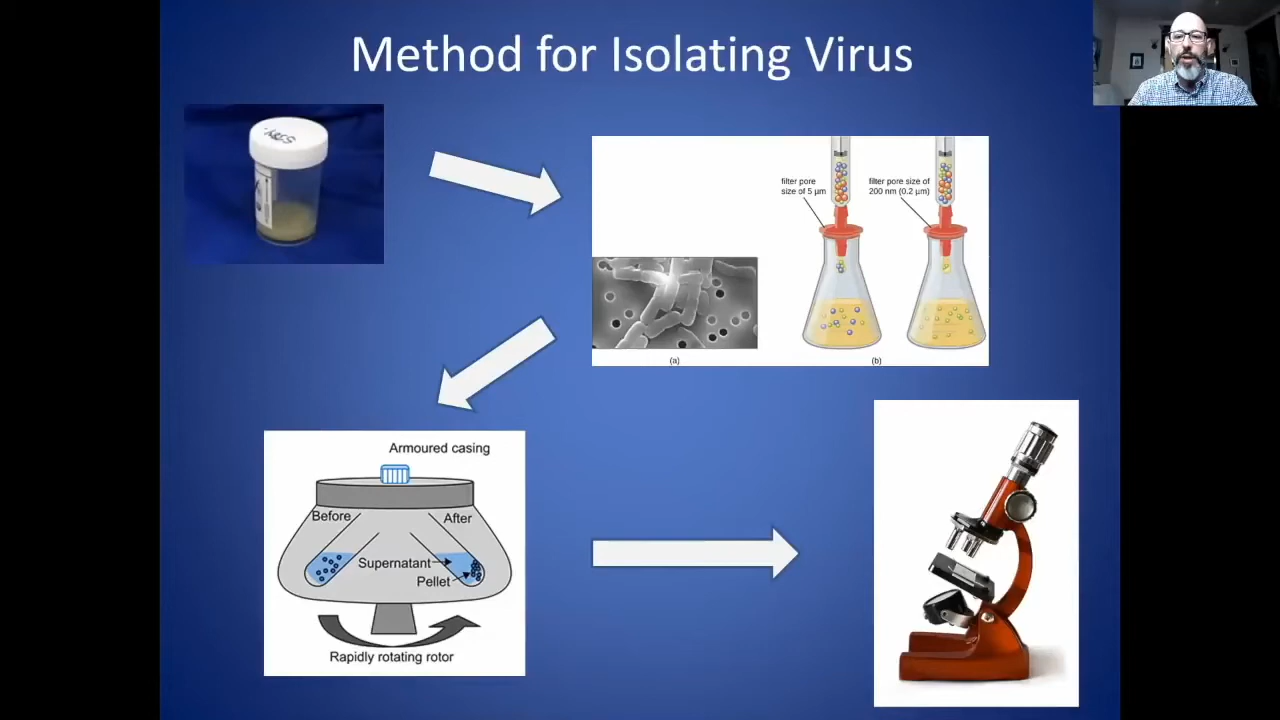 Method for Isolating Virus
filter pore
size of 5 µm
filter pore size of
200 nm (0.2 µm)
(a)
(b)
Armoured casing
Before
After
Supernatant
Pellet
Rapidly rotating rotor